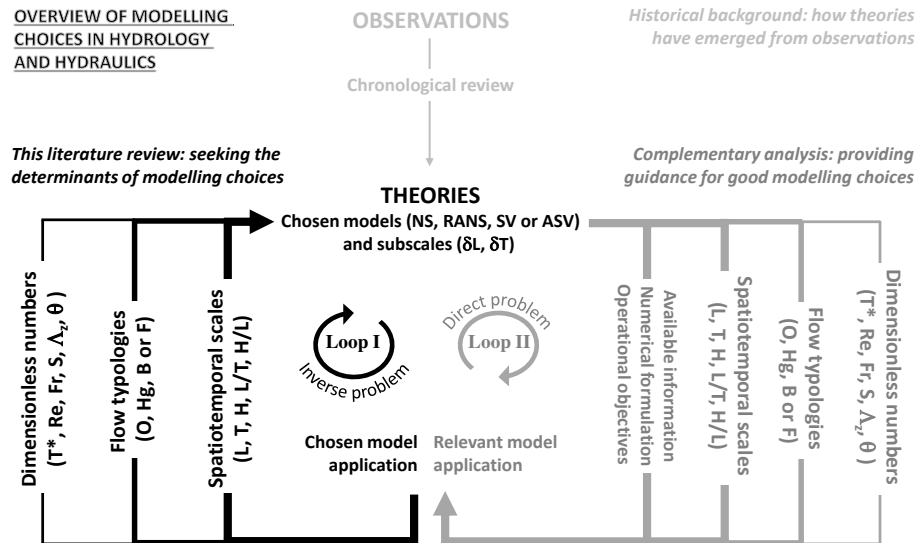 OVERVIEW OF MODELLING
CHOICES IN HYDROLOGY
AND HYDRAULICS
OBSERVATIONS
Historical background: how theories
have emerged from observations
Chronological review
This literature review: seeking the
determinants of modelling choices
Complementary analysis: providing
guidance for good modelling choices
THEORIES
Chosen models (NS, RANS, SV or ASV)
and subscales (δL, δT)
Dimensionless numbers
(T*, Re, Fr, S, Λz, θ)
Flow typologies
(O, Hg, B or F)
Spatiotemporal scales
(L, T, H, L/T, H/L)
Loop I
Inverse problem
Direct problem
Loop II
Chosen model
application
Relevant model
application
Operational objectives
Numerical formulation
Available information
Spatiotemporal scales
(L, T, H, L/T, H/L)
Flow typologies
(O, Hg, B or F)
Dimensionless numbers
(T*, Re, Fr, S, Λz,θ)